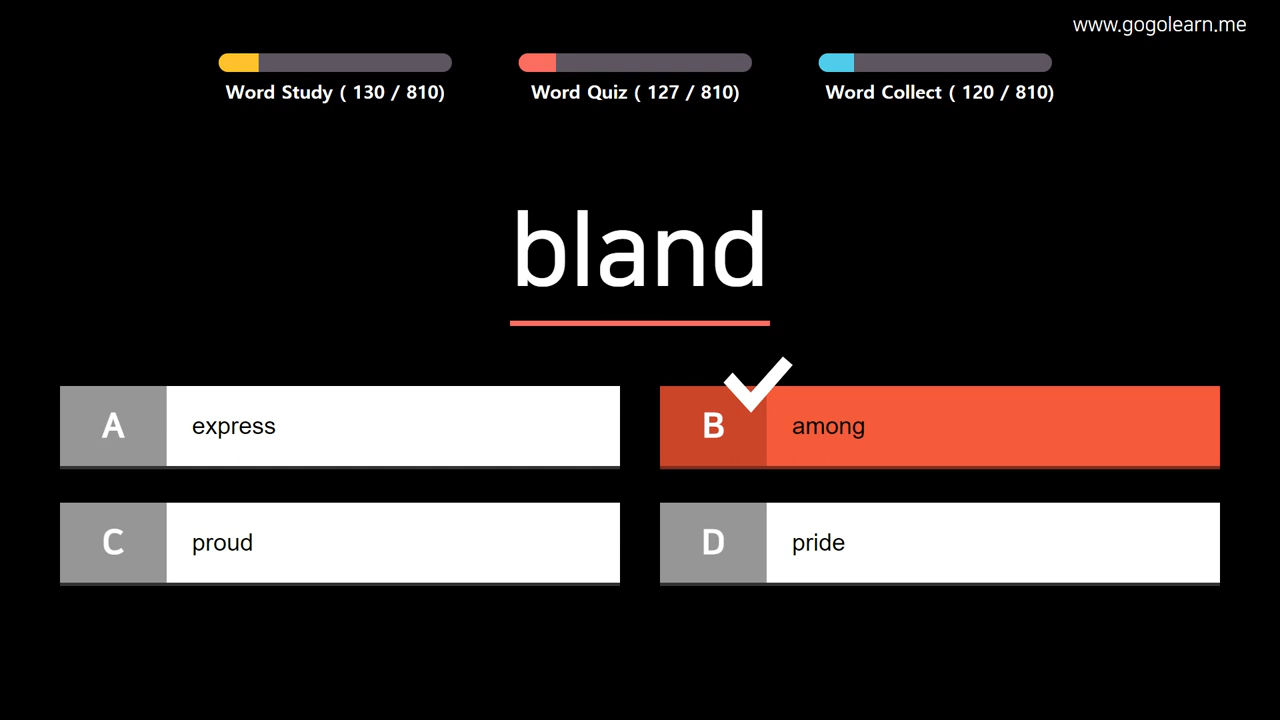 www.gogolearn.me
Word Study ( 130 / 810)
Word Quiz ( 127 / 810)
Word Collect ( 120 / 810)
bland
A express
B among
C proud
D pride